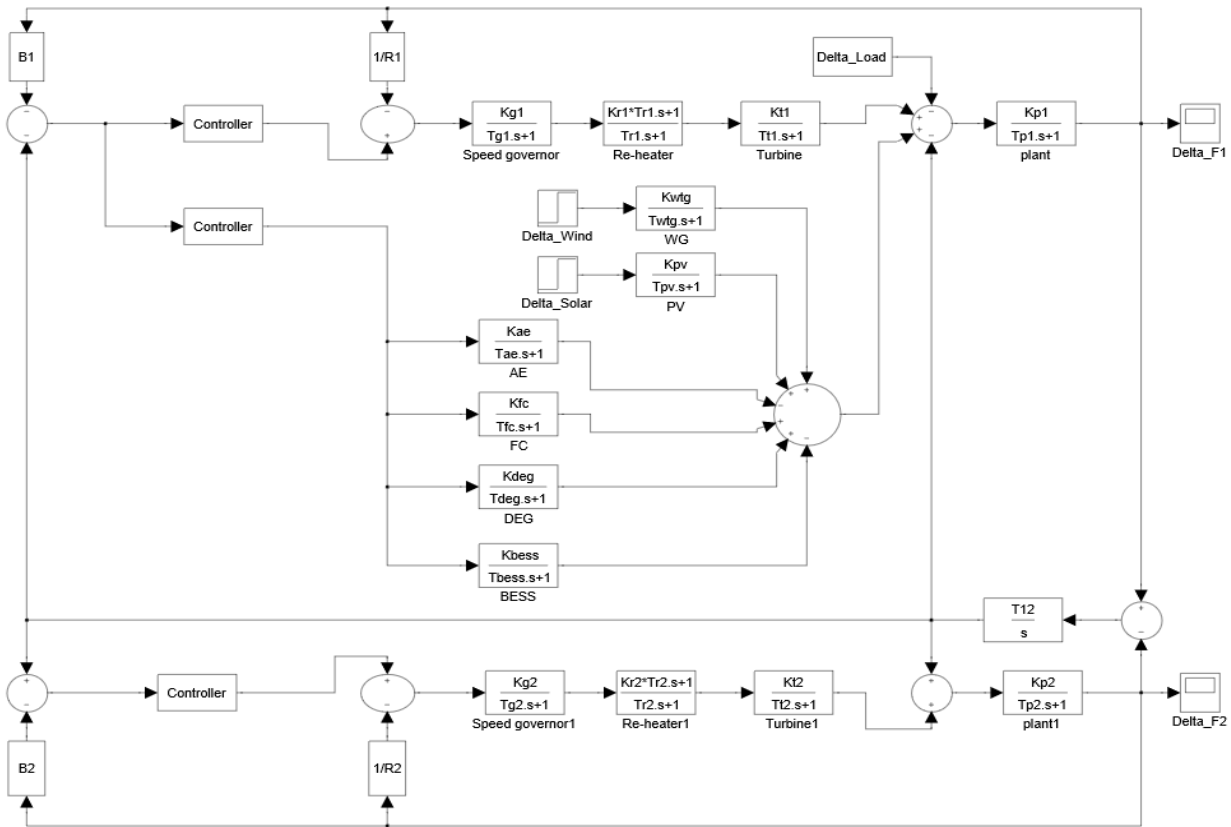 B1
1/R1
Delta_Load
Controller
Kg1
Tg1.s+1
Speed governor
Kr1*Tr1.s+1
Tr1.s+1
Re-heater
Kt1
Tt1.s+1
Turbine
Kp1
Tp1.s+1
plant
Delta_F1
Controller
Delta_Wind
Kwtg
Twtg.s+1
WG
Delta_Solar
Kpv
Tpv.s+1
PV
Kae
Tae.s+1
AE
Kfc
Tfc.s+1
FC
Kdeg
Tdeg.s+1
DEG
Kbess
Tbess.s+1
BESS
T12
s
Controller
Kg2
Tg2.s+1
Speed governor1
Kr2*Tr2.s+1
Tr2.s+1
Re-heater1
Kt2
Tt2.s+1
Turbine1
Kp2
Tp2.s+1
plant1
Delta_F2
B2
1/R2